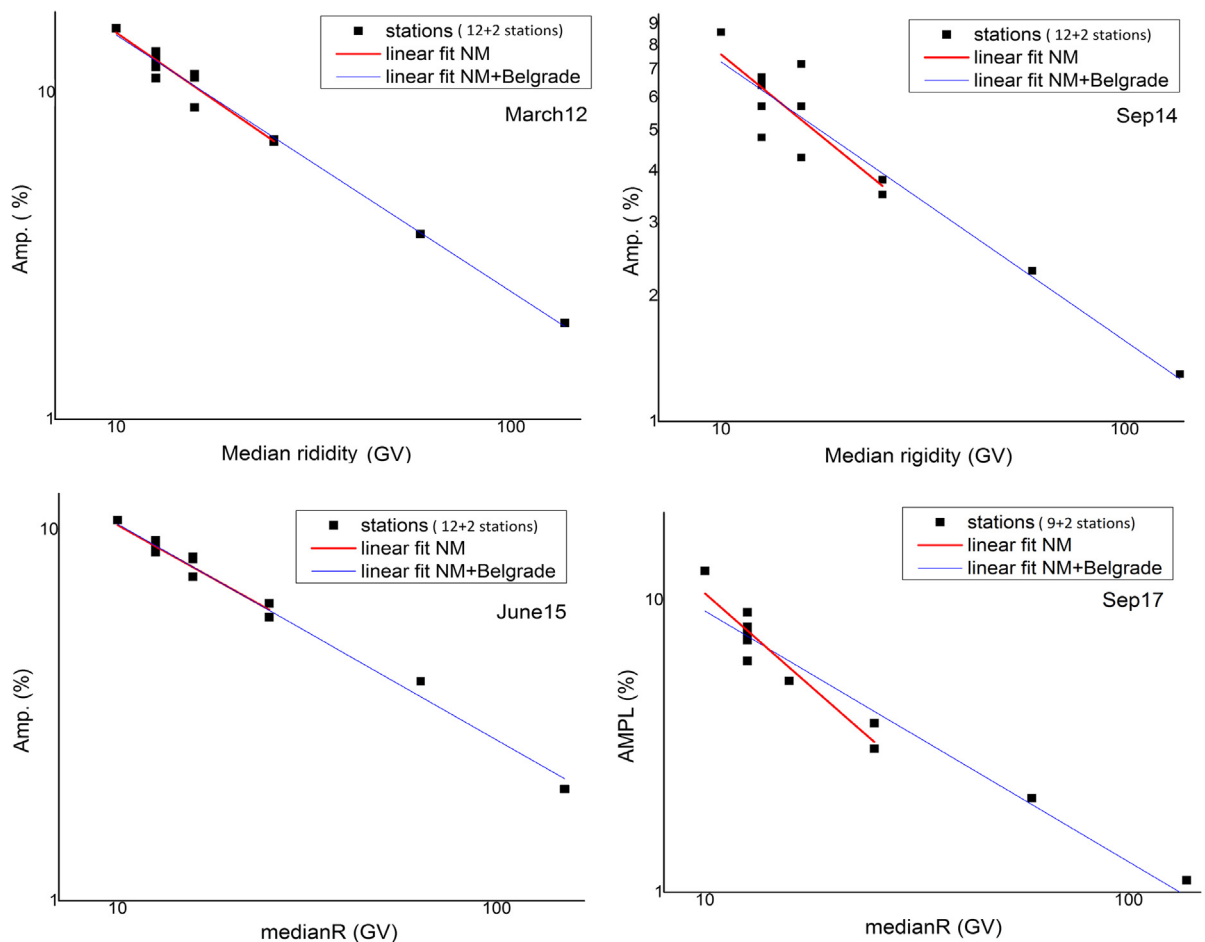 stations ( 12+2 stations)
linear fit NM
linear fit NM+Belgrade
March12
10
1
Amp. ( %)
10
100
Median rididity (GV)
stations ( 12+2 stations)
linear fit NM
linear fit NM+Belgrade
Sep14
9
8
7
6
5
4
3
2
1
Amp. ( %)
10
100
Median rigidity (GV)
stations ( 12+2 stations)
linear fit NM
linear fit NM+Belgrade
June15
10
1
Amp. (%)
10
100
medianR (GV)
stations ( 9+2 stations)
linear fit NM
linear fit NM+Belgrade
Sep17
10
1
AMPL (%)
10
100
medianR (GV)